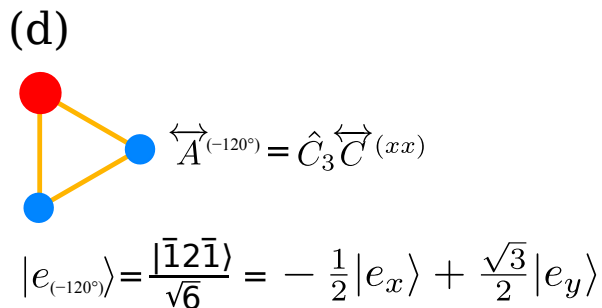 (d)
A⃡^(−120°) = Ĉ₃C⃡^(xx)
|e_(−120°)⟩ = |1̄21̄⟩/√6 = − 1/2|e_x⟩ + √3/2|e_y⟩